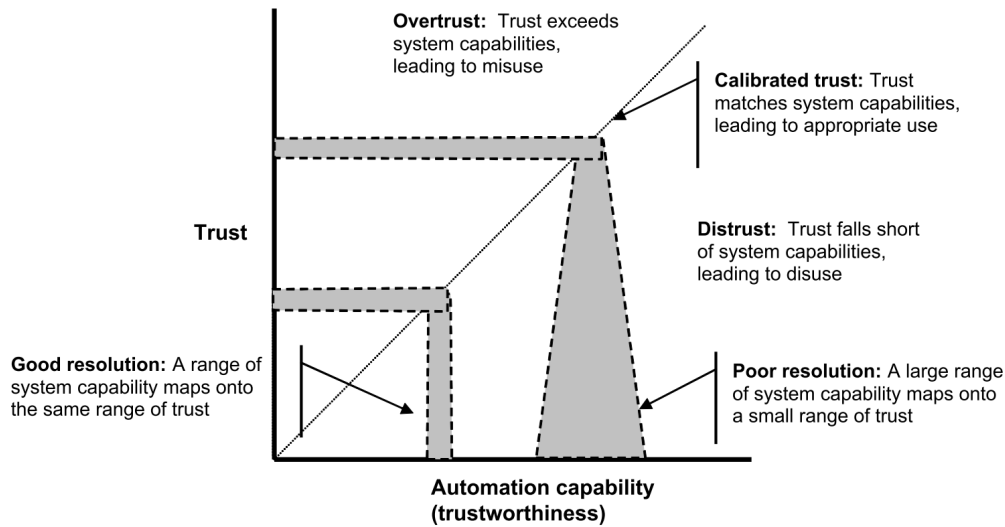 Overtrust: Trust exceeds
system capabilities,
leading to misuse
Calibrated trust: Trust
matches system capabilities,
leading to appropriate use
Trust
Distrust: Trust falls short
of system capabilities,
leading to disuse
Good resolution: A range of
system capability maps onto
the same range of trust
Poor resolution: A large range
of system capability maps onto
a small range of trust
Automation capability
(trustworthiness)